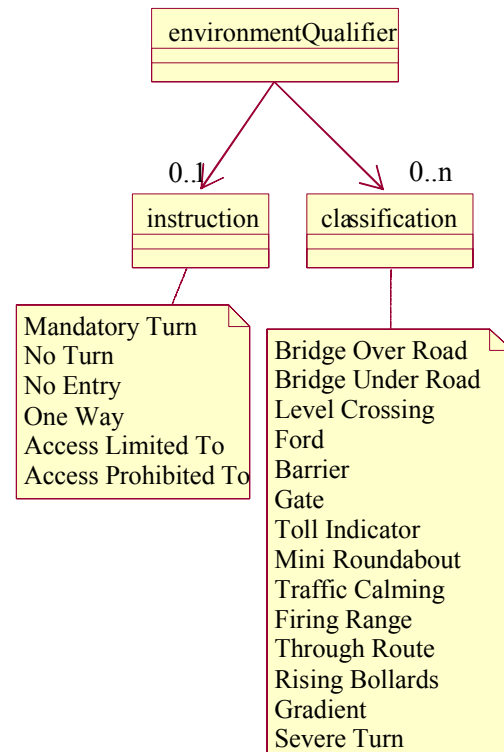 environmentQualifier
0..1
0..n
instruction
classification
Mandatory Turn
No Turn
No Entry
One Way
Access Limited To
Access Prohibited To
Bridge Over Road
Bridge Under Road
Level Crossing
Ford
Barrier
Gate
Toll Indicator
Mini Roundabout
Traffic Calming
Firing Range
Through Route
Rising Bollards
Gradient
Severe Turn